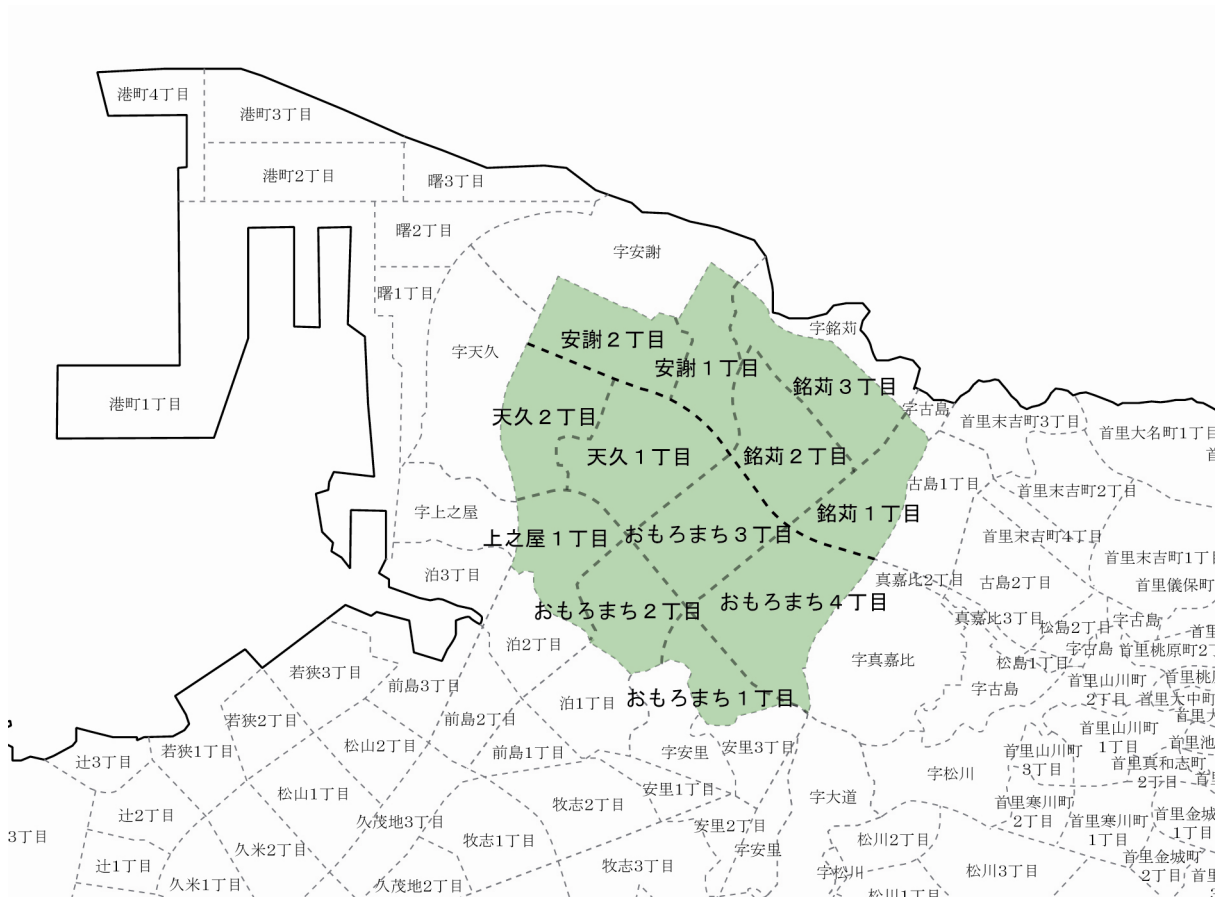 港町4丁目
港町3丁目
港町2丁目
曙3丁目
曙2丁目
字安謝
曙1丁目
字銘苅
安謝２丁目
字天久
安謝１丁目
銘苅３丁目
港町1丁目
天久２丁目
字古島
首里末吉町3丁目
首里大名町1丁目
天久１丁目
銘苅２丁目
首
古島1丁目
首里末吉町2丁目
字上之屋
銘苅１丁目
上之屋１丁目
おもろまち３丁目
首里末吉町4丁目
首里末吉町1丁目
泊3丁目
真嘉比2丁目
古島2丁目
首里儀保町
おもろまち２丁目
おもろまち４丁目
真嘉比3丁目
松島2丁目
字古島
首里
泊2丁目
字真嘉比
松島1丁目
字古島
首里桃原町2丁
若狭3丁目
前島3丁目
字古島
首里山川町
2丁目
首里桃原
おもろまち１丁目
泊1丁目
首里大中町
首里大
若狭2丁目
前島2丁目
首里山川町
1丁目
若狭1丁目
松山2丁目
前島1丁目
字安里
安里3丁目
首里山川町
3丁目
首里池
辻3丁目
首里真和志町
2丁目
首里
松山1丁目
牧志2丁目
安里1丁目
字大道
字松川
首里寒川町
2丁目
辻2丁目
久茂地3丁目
安里2丁目
首里寒川町
1丁目
首里金城
1丁目
3丁目
久米2丁目
牧志1丁目
字安里
松川2丁目
首里金城町
2丁目
辻1丁目
牧志3丁目
字松川
松川3丁目
首里
久米1丁目
久茂地2丁目
松川1丁目